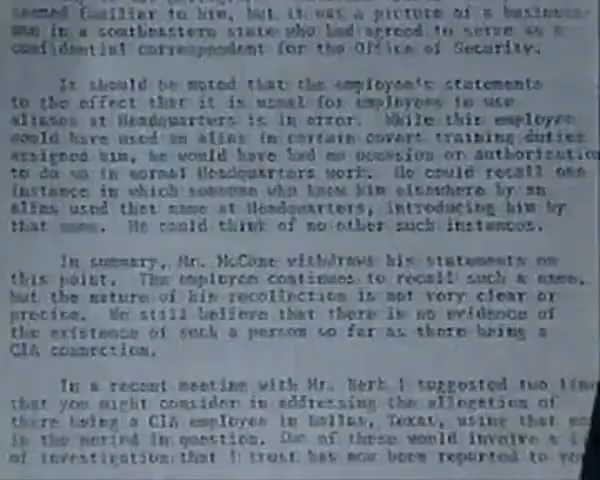 seemed familiar to him, but it was a picture of a business-
man in a southeastern state who had agreed to serve as a
confidential correspondent for the Office of Security.
It should be noted that the employee's statements
to the effect that it is usual for employees to use
aliases at Headquarters is in error. While this employee
would have used an alias in certain covert training duties
assigned him, he would have had no occasion or authorization
to do so in normal Headquarters work. He could recall one
instance in which someone who knew him elsewhere by an
alias used that name at Headquarters, introducing him by
that name. He could think of no other such instances.
In summary, Mr. McCone withdraws his statements on
this point. The employee continues to recall such a name,
but the nature of his recollection is not very clear or
precise. We still believe that there is no evidence of
the existence of such a person so far as there being a
CIA connection.
In a recent meeting with Mr. I suggested two
that you might consider in addressing the allegation of
there being a CIA employee in Dallas, Texas, using that
in the period in question. One of these would involve a
of investigation that I trust has now been reported to